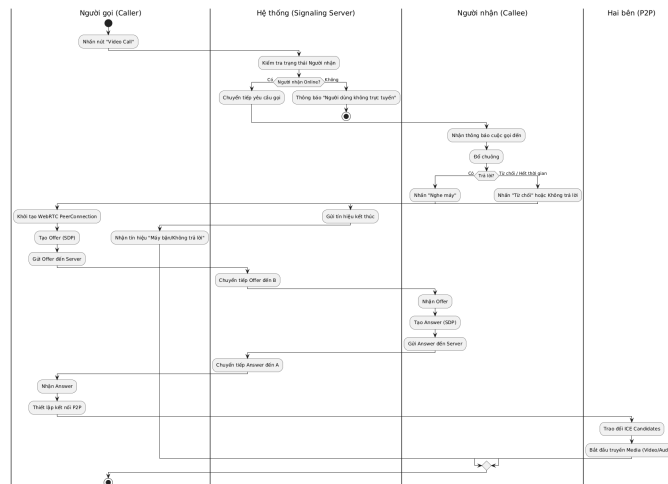 Người gọi (Caller)
Hệ thống (Signaling Server)
Người nhận (Callee)
Hai bên (P2P)
Nhấn nút "Video Call"
Kiểm tra trạng thái Người nhận
Người nhận Online?
Có
Không
Chuyển tiếp yêu cầu gọi
Thông báo "Người dùng không trực tuyến"
Nhận thông báo cuộc gọi đến
Đổ chuông
Trả lời?
Có
Từ chối / Hết thời gian
Nhấn "Nghe máy"
Nhấn "Từ chối" hoặc Không trả lời
Khởi tạo WebRTC PeerConnection
Gửi tín hiệu kết thúc
Tạo Offer (SDP)
Nhận tín hiệu "Máy bận/Không trả lời"
Gửi Offer đến Server
Chuyển tiếp Offer đến B
Nhận Offer
Tạo Answer (SDP)
Gửi Answer đến Server
Chuyển tiếp Answer đến A
Nhận Answer
Thiết lập kết nối P2P
Trao đổi ICE Candidates
Bắt đầu truyền Media (Video/Aud